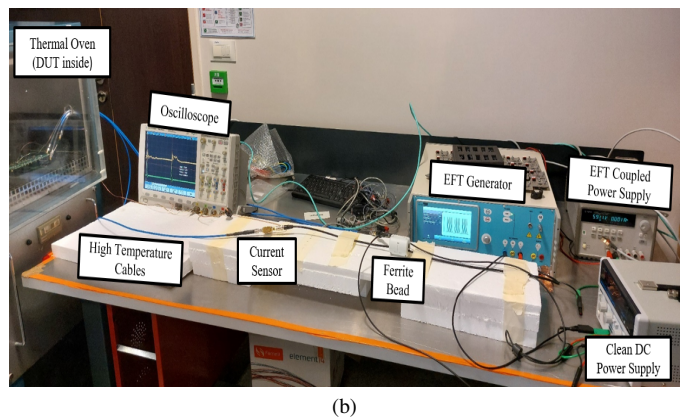 Thermal Oven
(DUT inside)
Oscilloscope
EFT Generator
EFT Coupled
Power Supply
High Temperature
Cables
Current
Sensor
Ferrite
Bead
Clean DC
Power Supply
element14
(b)